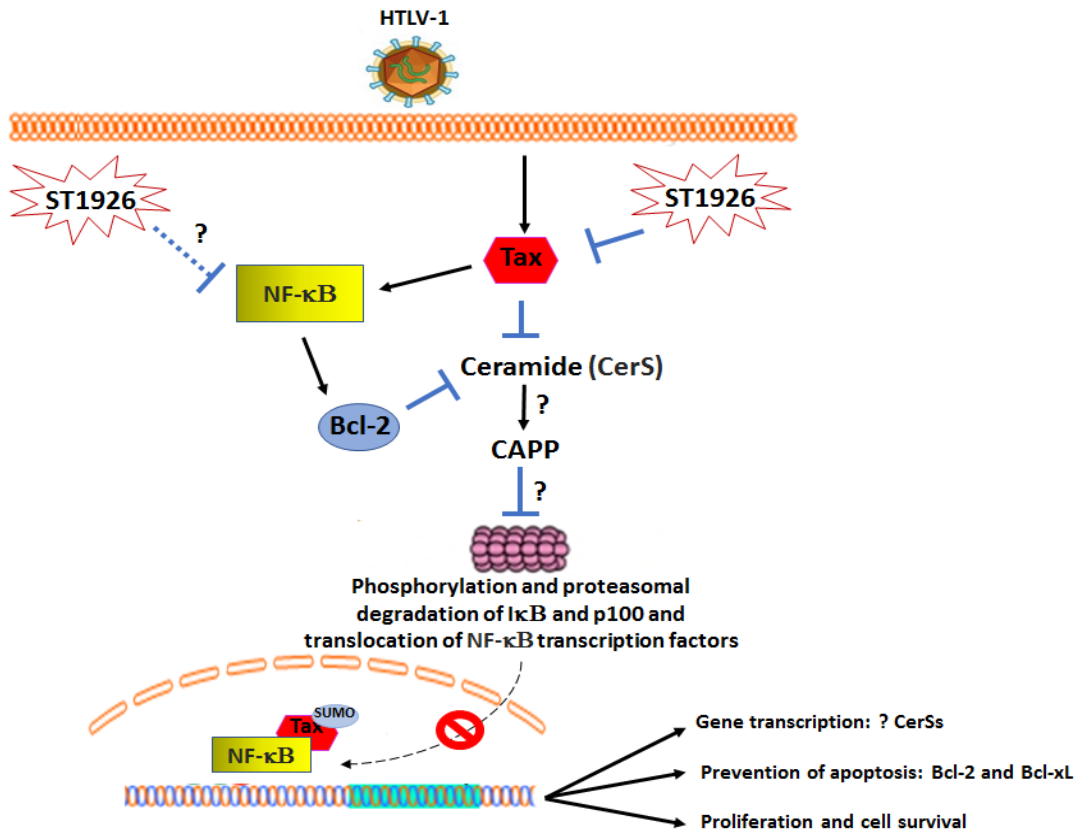 HTLV-1
ST1926
ST1926
?
Tax
NF-κB
Ceramide (CerS)
?
Bcl-2
CAPP
?
Phosphorylation and proteasomal
degradation of IκB and p100 and
translocation of NF-κB transcription factors
SUMO
Tax
NF-κB
Gene transcription: ? CerSs
Prevention of apoptosis: Bcl-2 and Bcl-xL
Proliferation and cell survival